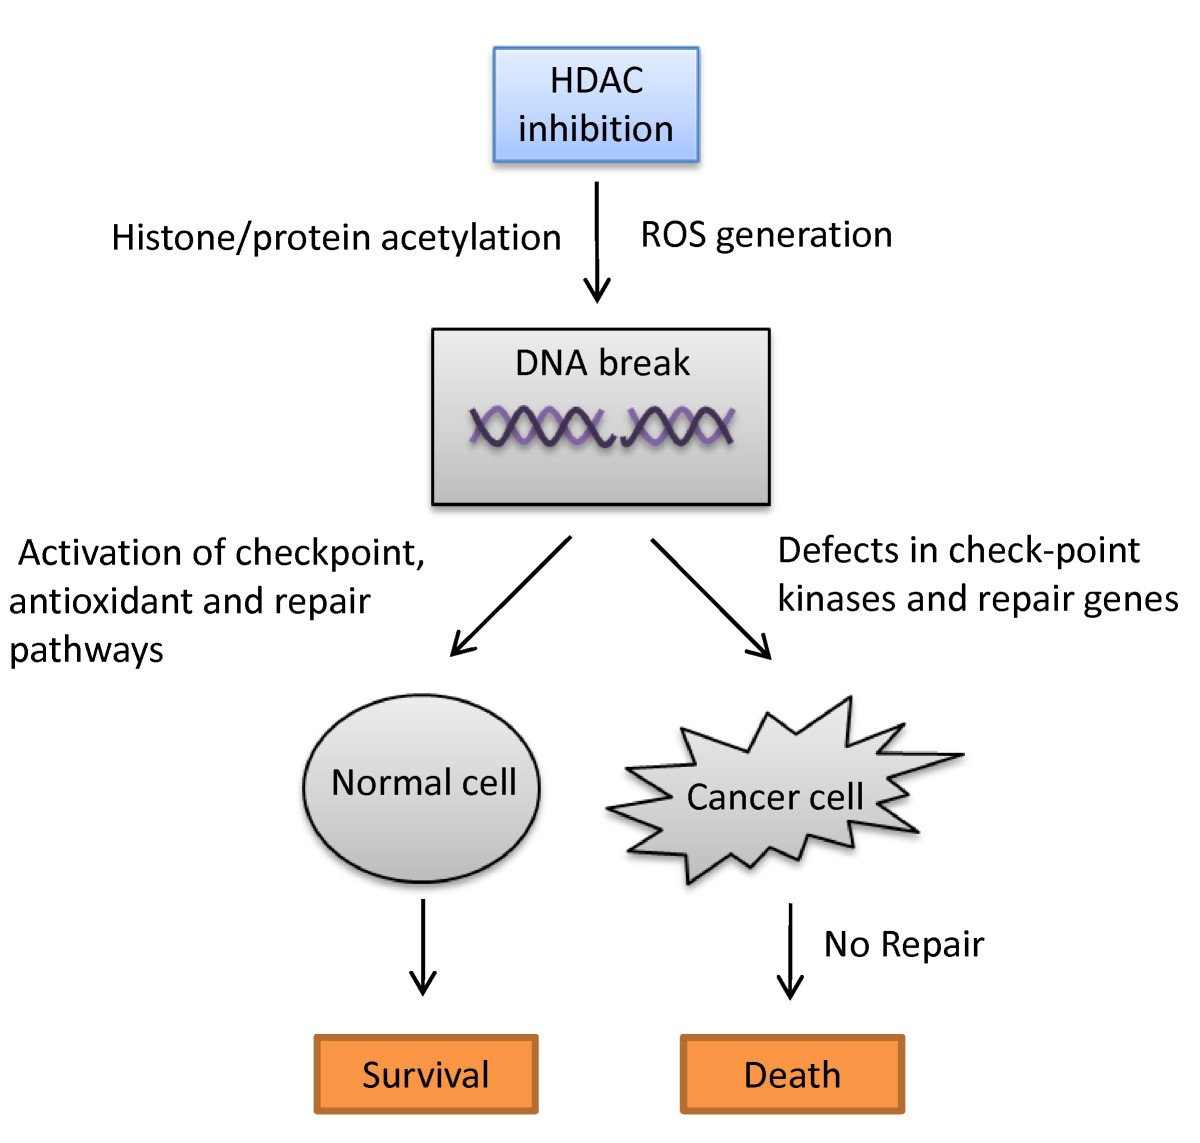 HDAC
inhibition
Histone/protein acetylation
ROS generation
DNA break
Activation of checkpoint,
antioxidant and repair
pathways
Defects in check-point
kinases and repair genes
Normal cell
Cancer cell
No Repair
Survival
Death